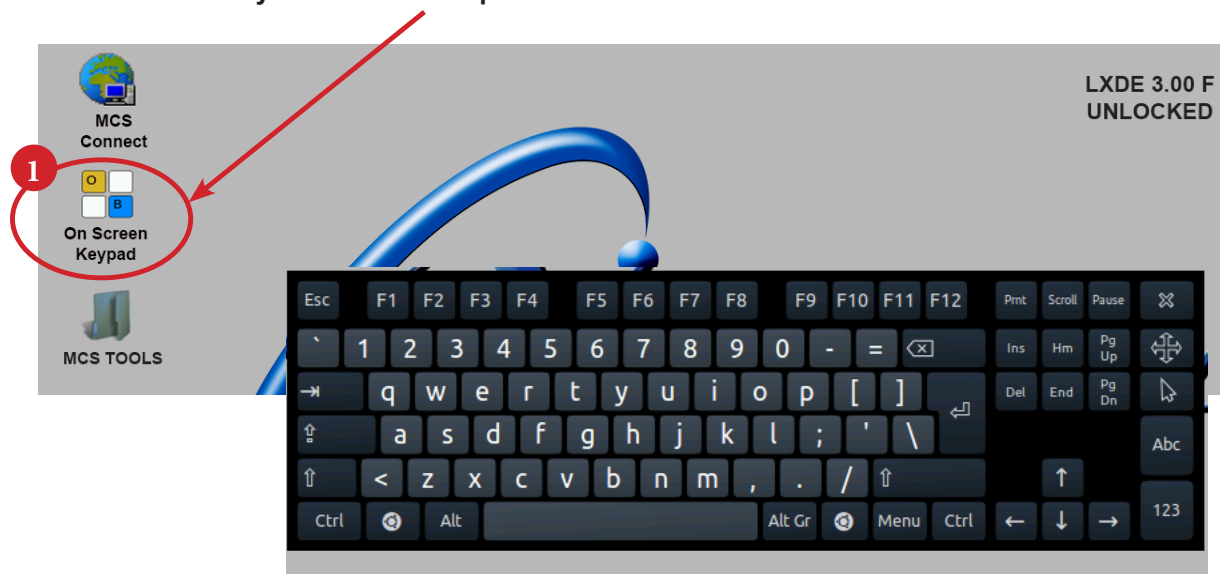 MCS
Connect
LXDE 3.00 F
UNLOCKED
1
O
B
On Screen
Keypad
MCS TOOLS
Esc F1 F2 F3 F4 F5 F6 F7 F8 F9 F10 F11 F12 Prnt Scroll Pause
` 1 2 3 4 5 6 7 8 9 0 - = Ins Hm Pg Up
q w e r t y u i o p [ ] Del End Pg Dn
a s d f g h j k l ; ' \ Abc
< z x c v b n m , . / ↑
Ctrl Alt Alt Gr Menu Ctrl ← ↓ → 123